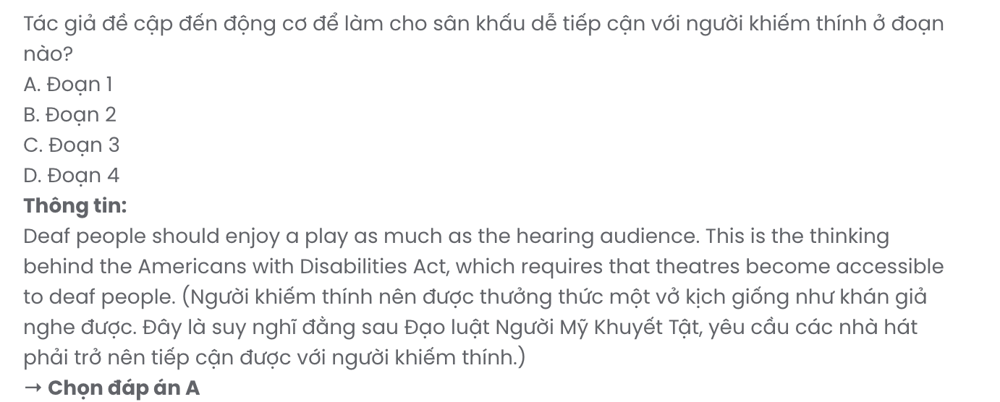 Tác giả đề cập đến động cơ để làm cho sân khấu dễ tiếp cận với người khiếm thính ở đoạn
nào?
A. Đoạn 1
B. Đoạn 2
C. Đoạn 3
D. Đoạn 4
Thông tin:
Deaf people should enjoy a play as much as the hearing audience. This is the thinking
behind the Americans with Disabilities Act, which requires that theatres become accessible
to deaf people. (Người khiếm thính nên được thưởng thức một vở kịch giống như khán giả
nghe được. Đây là suy nghĩ đằng sau Đạo luật Người Mỹ Khuyết Tật, yêu cầu các nhà hát
phải trở nên tiếp cận được với người khiếm thính.)
→ Chọn đáp án A